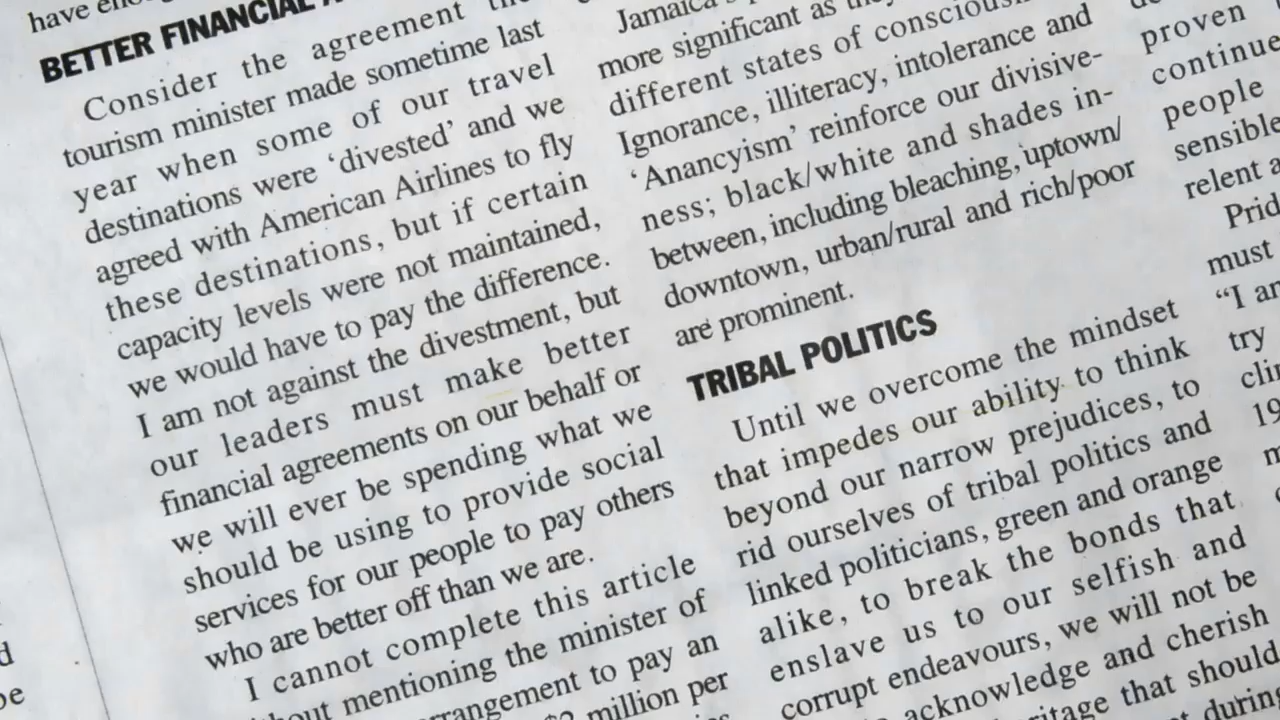 have
BETTER FINANCIAL
Consider the agreement
tourism minister made sometime last
year when some of our travel
destinations were ‘divested’ and we
agreed with American Airlines to fly
these destinations, but if certain
capacity levels were not maintained,
we would have to pay the difference.
I am not against the divestment, but
our leaders must make better
financial agreements on our behalf or
we will ever be spending what we
should be using to provide social
services for our people to pay others
who are better off than we are.
I cannot complete this article
mentioning the minister of
to pay an
million per
Jamaica's
more significant as they
different states of
Ignorance, illiteracy, intolerance and
‘Anancyism’ reinforce our divisive-
ness; black/white and shades in-
between, including bleaching, uptown/
downtown, urban/rural and rich/poor
are prominent.
TRIBAL POLITICS
Until we overcome the mindset
that impedes our ability to think
beyond our narrow prejudices, to
rid ourselves of tribal politics and
linked politicians, green and orange
alike, to break the bonds that
enslave us to our selfish and
corrupt endeavours, we will not be
acknowledge and cherish
that should
during
proven
continue
people
sensible
relent
must
“I
try
19